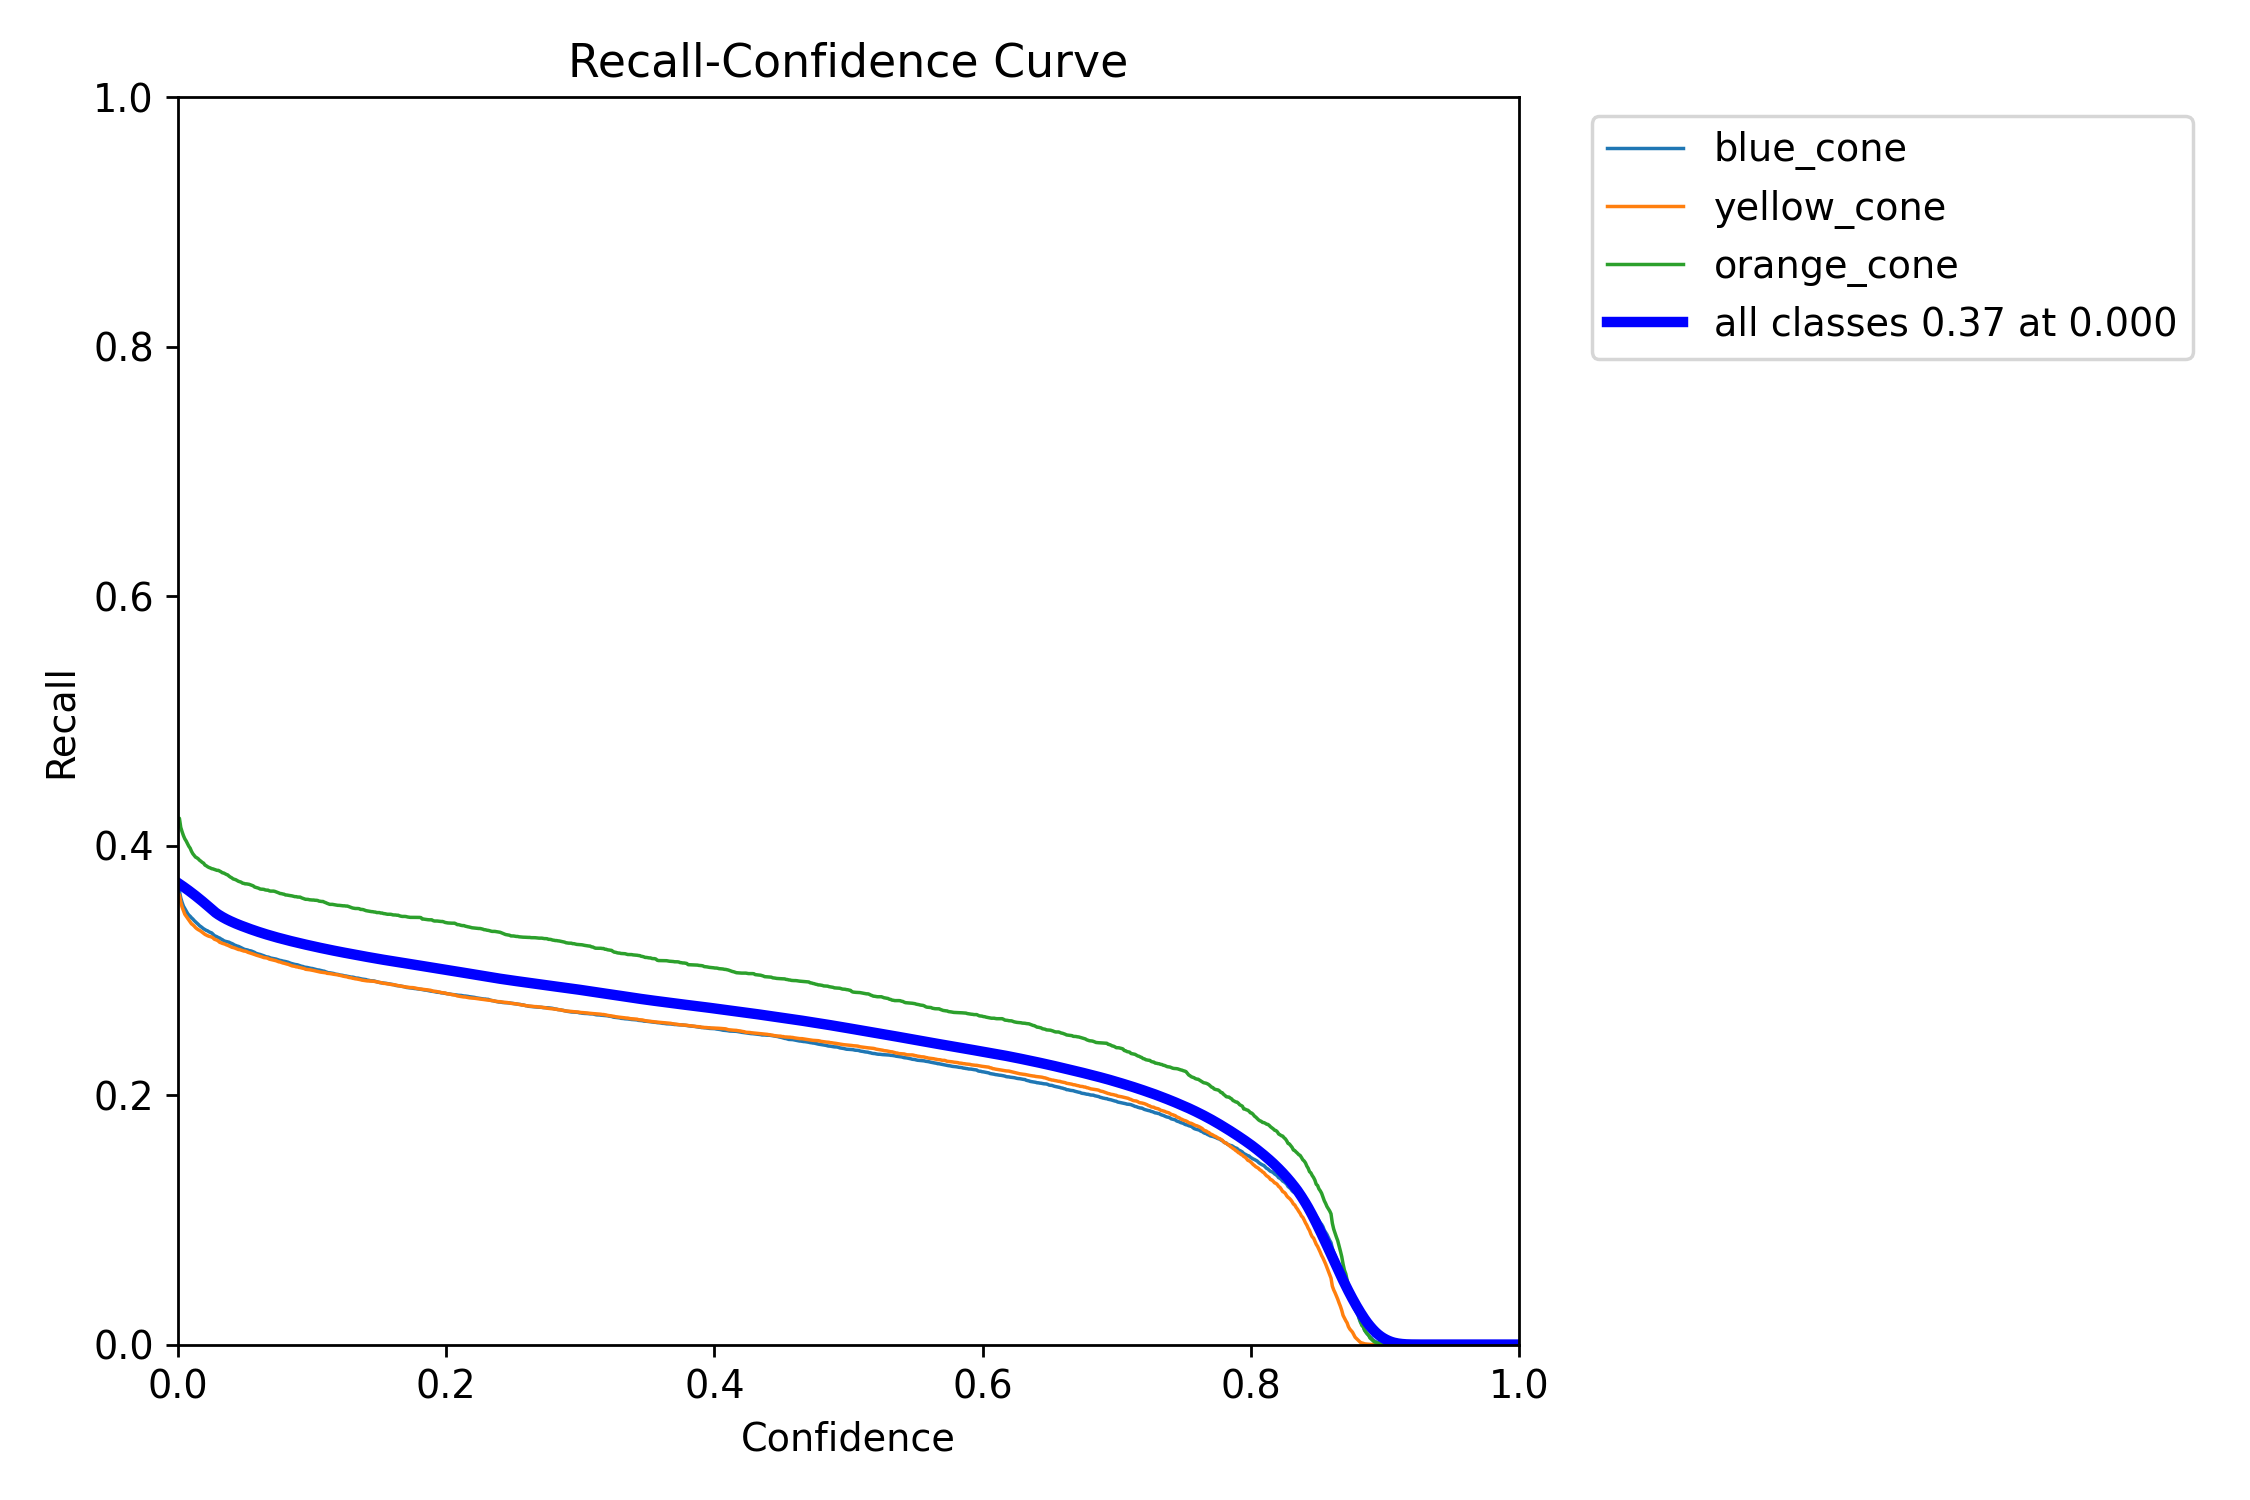 Recall-Confidence Curve
1.0
0.8
0.6
0.4
0.2
0.0
Recall
0.0 0.2 0.4 0.6 0.8 1.0
Confidence
blue_cone
yellow_cone
orange_cone
all classes 0.37 at 0.000